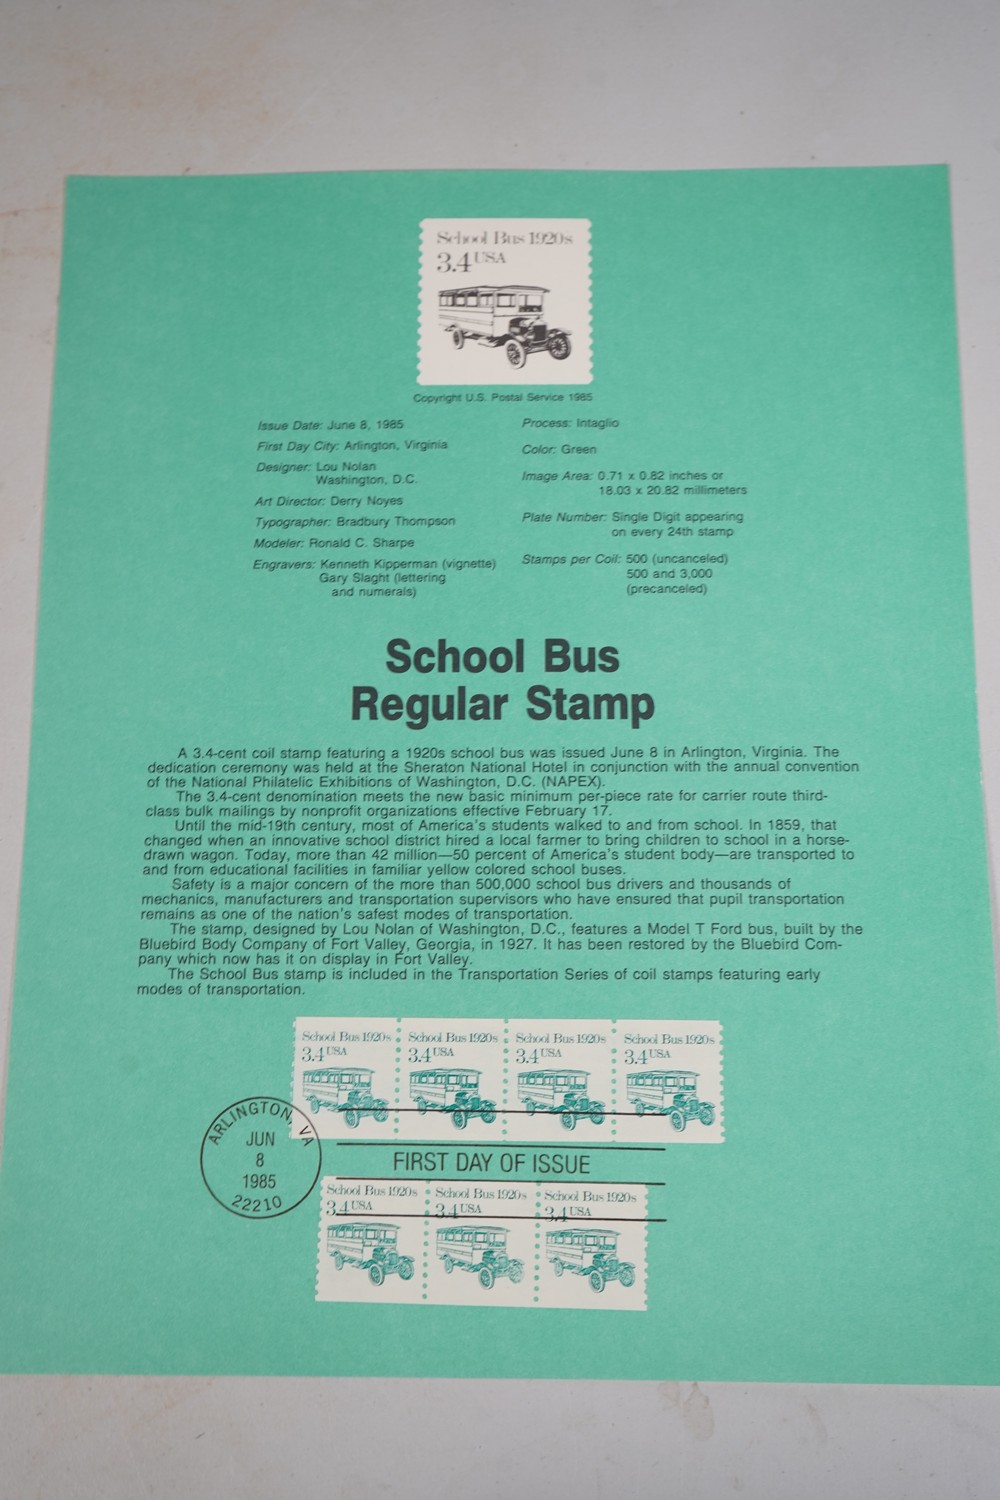 School Bus 1920s
3.4 USA
Copyright U.S. Postal Service 1985
Issue Date: June 8, 1985
First Day City: Arlington, Virginia
Designer: Lou Nolan
Washington, D.C.
Art Director: Derry Noyes
Typographer: Bradbury Thompson
Modeler: Ronald C. Sharpe
Engravers: Kenneth Kipperman (vignette)
Gary Slaght (lettering
and numerals)
Process: Intaglio
Color: Green
Image Area: 0.71 x 0.82 inches or
18.03 x 20.82 millimeters
Plate Number: Single Digit appearing
on every 24th stamp
Stamps per Coil: 500 (uncanceled)
500 and 3,000
(precanceled)
School Bus
Regular Stamp
A 3.4-cent coil stamp featuring a 1920s school bus was issued June 8 in Arlington, Virginia. The
dedication ceremony was held at the Sheraton National Hotel in conjunction with the annual convention
of the National Philatelic Exhibitions of Washington, D.C. (NAPEX).
The 3.4-cent denomination meets the new basic minimum per-piece rate for carrier route third-
class bulk mailings by nonprofit organizations effective February 17.
Until the mid-19th century, most of America's students walked to and from school. In 1859, that
changed when an innovative school district hired a local farmer to bring children to school in a horse-
drawn wagon. Today, more than 42 million—50 percent of America's student body—are transported to
and from educational facilities in familiar yellow colored school buses.
Safety is a major concern of the more than 500,000 school bus drivers and thousands of
mechanics, manufacturers and transportation supervisors who have ensured that pupil transportation
remains as one of the nation's safest modes of transportation.
The stamp, designed by Lou Nolan of Washington, D.C., features a Model T Ford bus, built by the
Bluebird Body Company of Fort Valley, Georgia, in 1927. It has been restored by the Bluebird Com-
pany which now has it on display in Fort Valley.
The School Bus stamp is included in the Transportation Series of coil stamps featuring early
modes of transportation.
School Bus 1920s School Bus 1920s School Bus 1920s School Bus 1920s
3.4 USA 3.4 USA 3.4 USA 3.4 USA
ARLINGTON, VA
JUN
8
1985
22210
FIRST DAY OF ISSUE
School Bus 1920s School Bus 1920s School Bus 1920s
3.4 USA 3.4 USA 3.4 USA